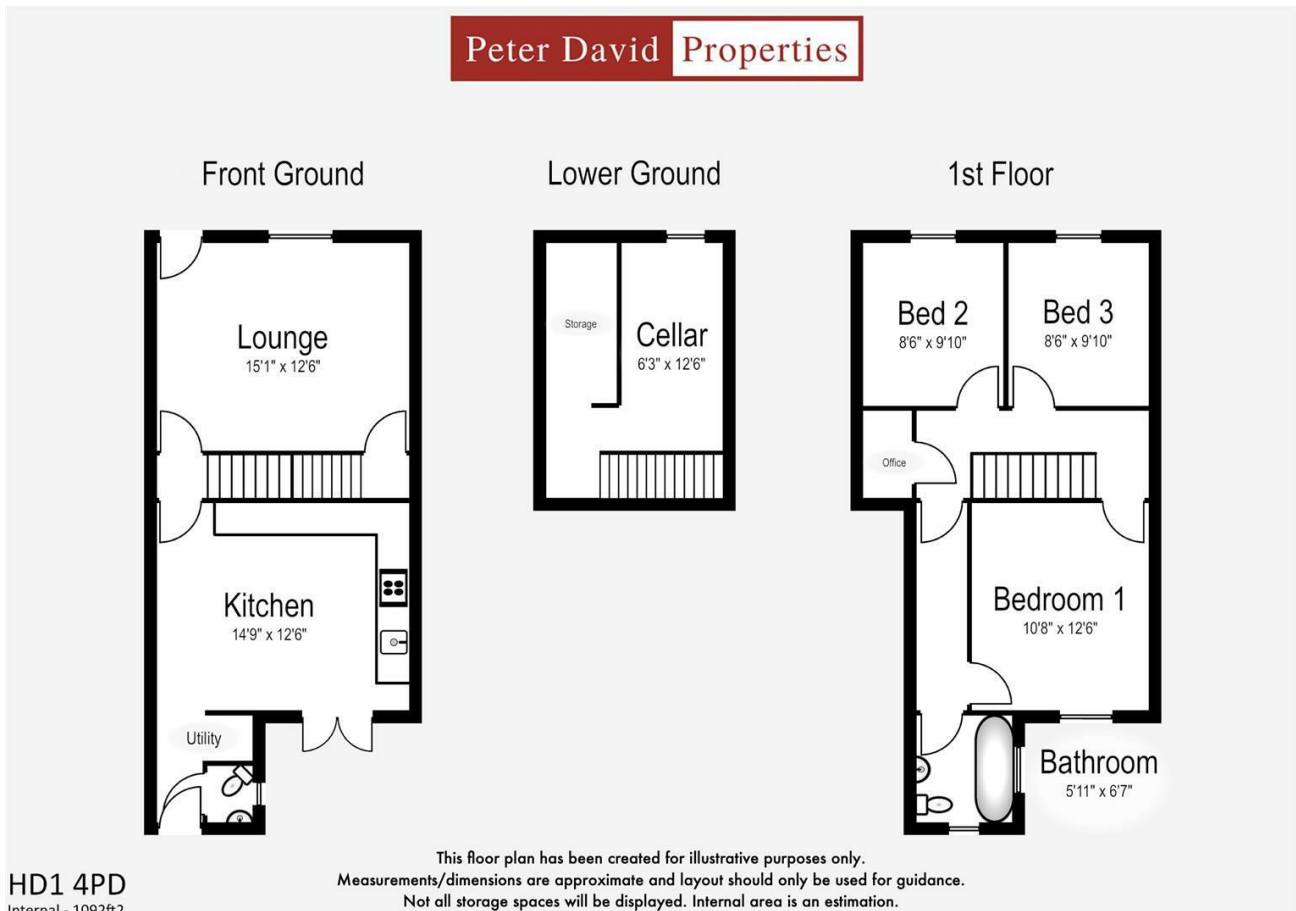 Peter David Properties
Front Ground
Lower Ground
1st Floor
Lounge
15'1" x 12'6"
Storage
Cellar
6'3" x 12'6"
Bed 2
8'6" x 9'10"
Bed 3
8'6" x 9'10"
Office
Kitchen
14'9" x 12'6"
Bedroom 1
10'8" x 12'6"
Utility
Bathroom
5'11" x 6'7"
This floor plan has been created for illustrative purposes only.
Measurements/dimensions are approximate and layout should only be used for guidance.
Not all storage spaces will be displayed. Internal area is an estimation.
HD1 4PD
Internal - 1092ft2